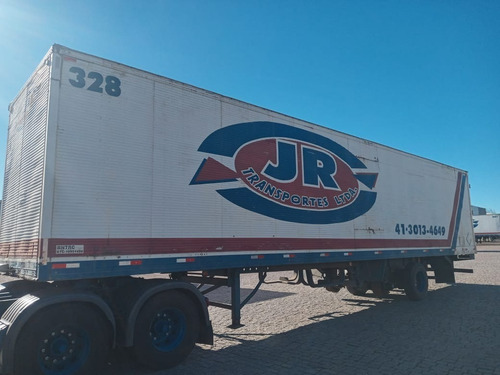 328
JR
TRANSPORTES LTDA.
41-3013-4649